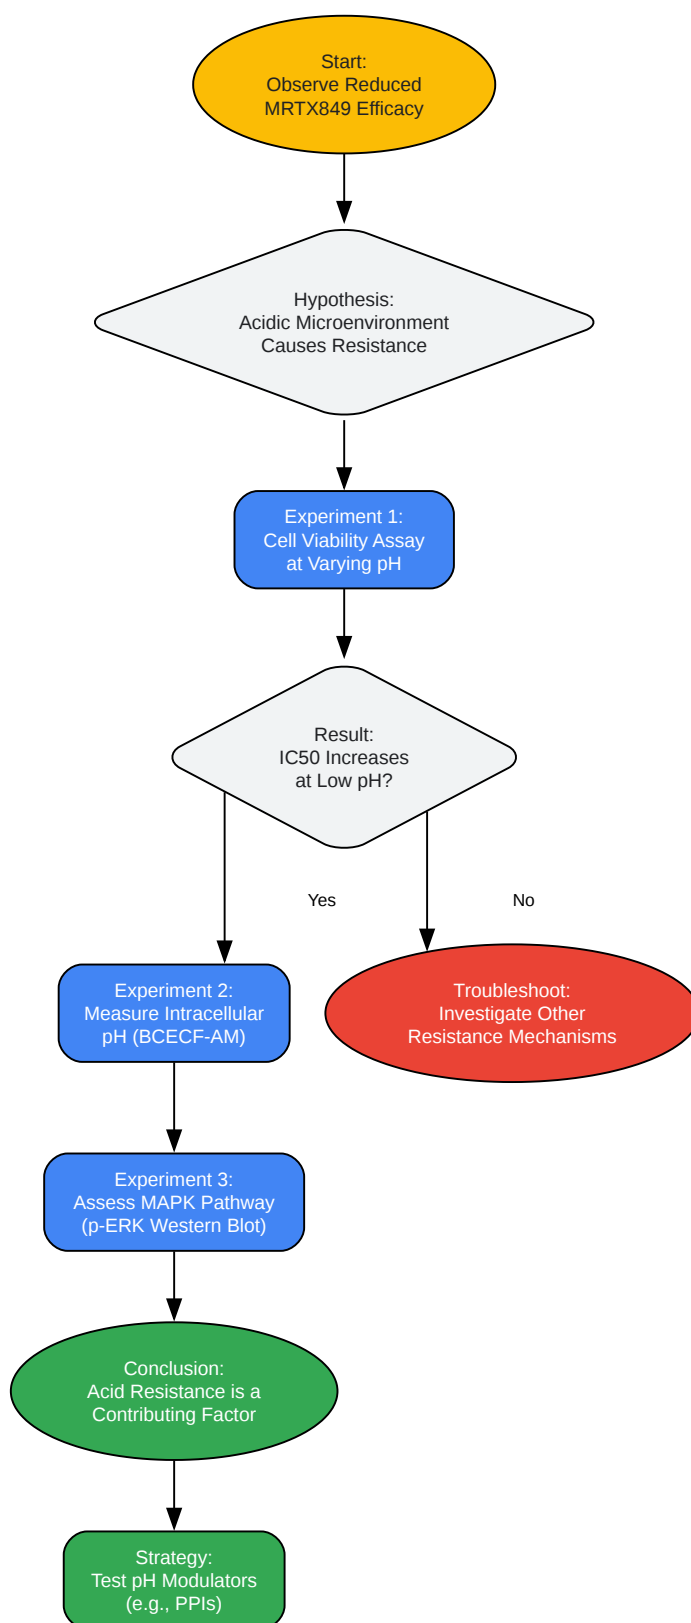 Start:
Observe Reduced
MRTX849 Efficacy
Hypothesis:
Acidic Microenvironment
Causes Resistance
Experiment 1:
Cell Viability Assay
at Varying pH
Result:
IC50 Increases
at Low pH?
Yes
No
Experiment 2:
Measure Intracellular
pH (BCECF-AM)
Troubleshoot:
Investigate Other
Resistance Mechanisms
Experiment 3:
Assess MAPK Pathway
(p-ERK Western Blot)
Conclusion:
Acid Resistance is a
Contributing Factor
Strategy:
Test pH Modulators
(e.g., PPIs)